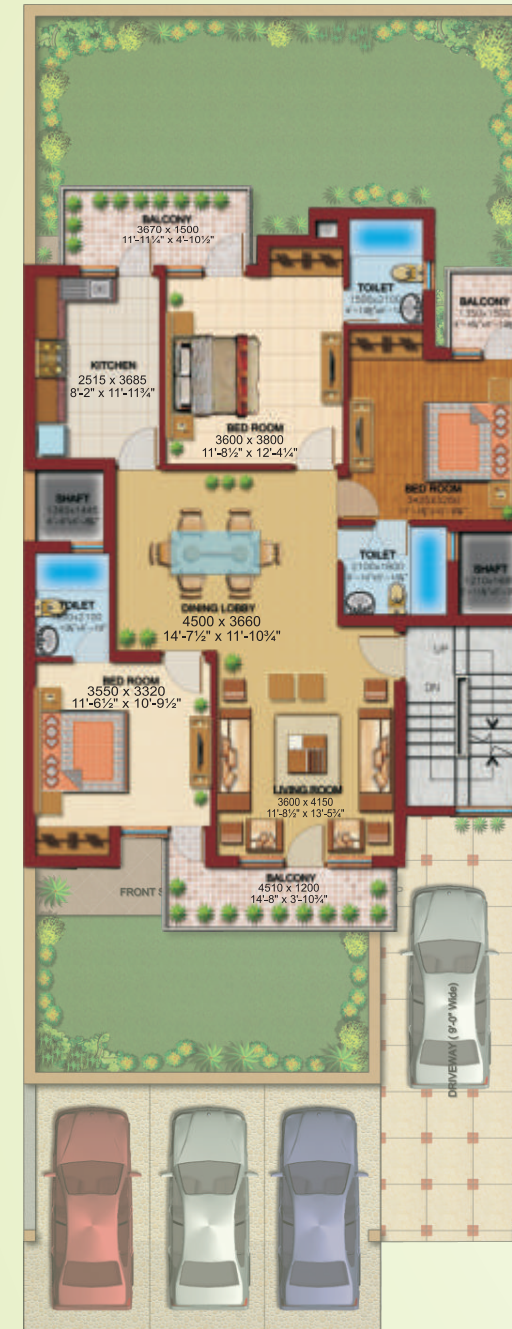 BALCONY
3670 x 1500
11'-11¼" x 4'-10½"
TOILET
BALCONY
KITCHEN
2515 x 3685
8'-2" x 11'-11¾"
BED ROOM
3600 x 3800
11'-8½" x 12'-4¼"
BED ROOM
SHAFT
TOILET
SHAFT
TOILET
DINING LOBBY
4500 x 3660
14'-7½" x 11'-10¾"
UP
DN
BED ROOM
3550 x 3320
11'-6½" x 10'-9½"
LIVING ROOM
3600 x 4150
11'-8½" x 13'-5¾"
BALCONY
4510 x 1200
14'-8" x 3'-10¾"
FRONT S
DRIVEWAY ( 9'-0" Wide)